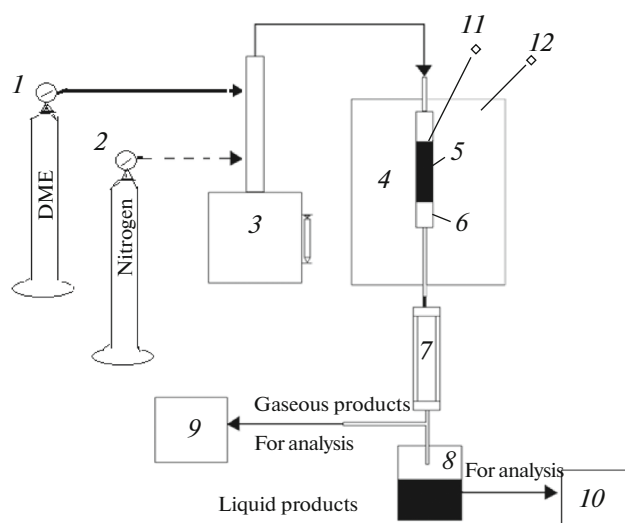 11
12
1
2
DME
Nitrogen
3
4
5
6
7
Gaseous products
9
For analysis
8
For analysis
Liquid products
10